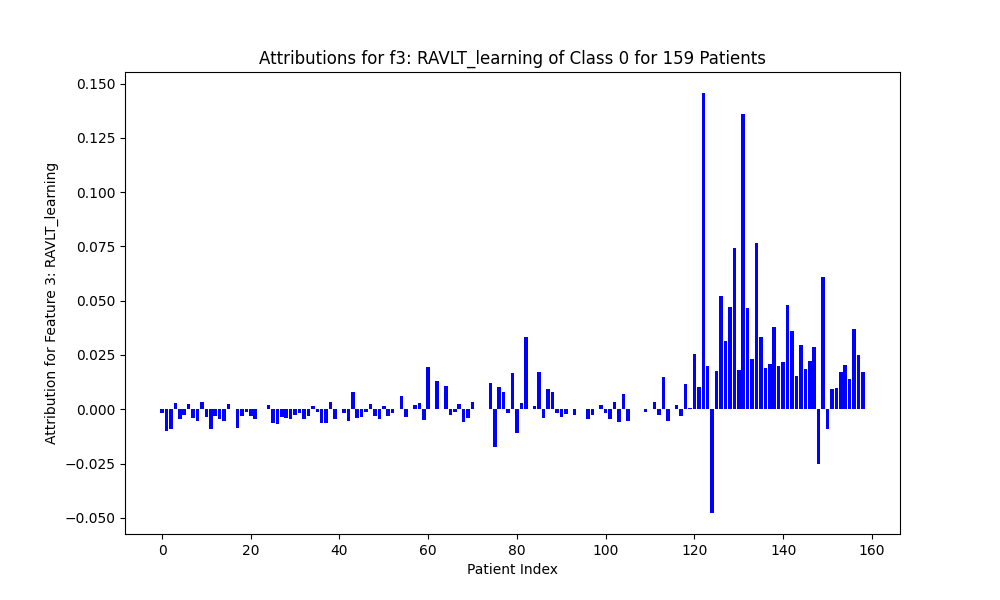 Attributions for f3: RAVLT_learning of Class 0 for 159 Patients
Attribution for Feature 3: RAVLT_learning
0.150
0.125
0.100
0.075
0.050
0.025
0.000
−0.025
−0.050
0 20 40 60 80 100 120 140 160
Patient Index